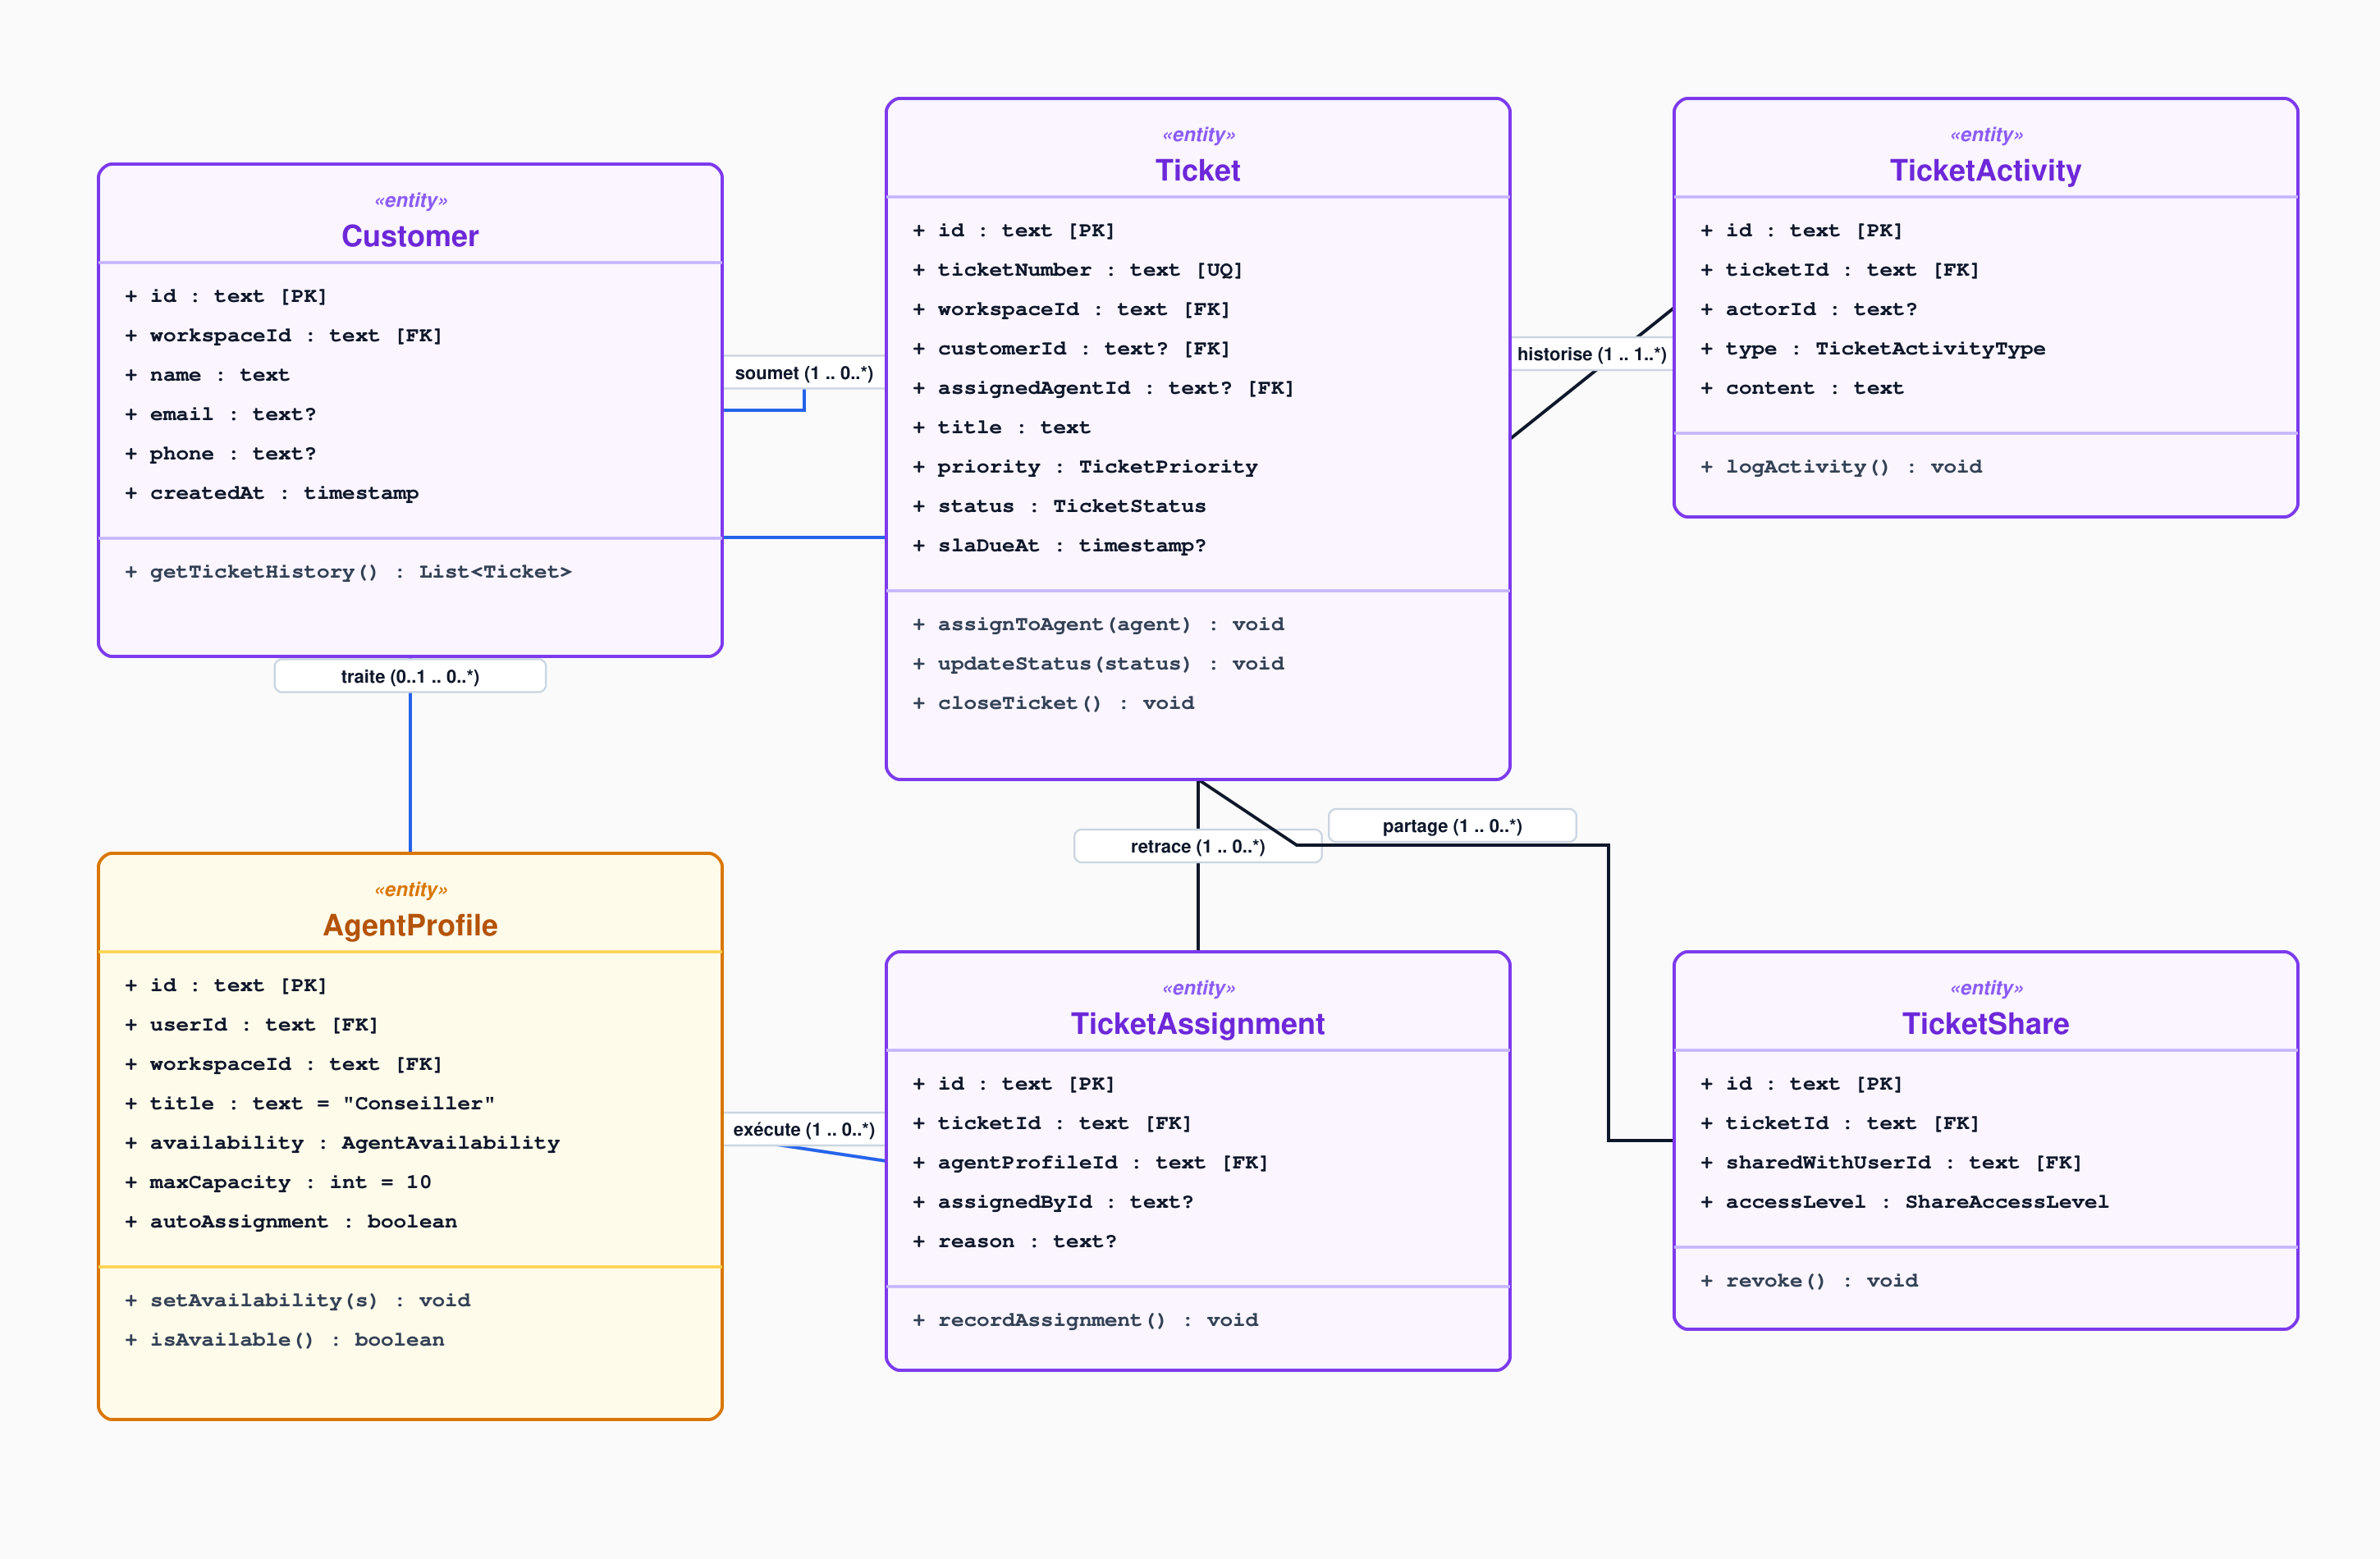 «entity»
Customer
+ id : text [PK]
+ workspaceId : text [FK]
+ name : text
+ email : text?
+ phone : text?
+ createdAt : timestamp
+ getTicketHistory() : List<Ticket>
soumet (1 .. 0..*)
«entity»
Ticket
+ id : text [PK]
+ ticketNumber : text [UQ]
+ workspaceId : text [FK]
+ customerId : text? [FK]
+ assignedAgentId : text? [FK]
+ title : text
+ priority : TicketPriority
+ status : TicketStatus
+ slaDueAt : timestamp?
+ assignToAgent(agent) : void
+ updateStatus(status) : void
+ closeTicket() : void
historise (1 .. 1..*)
«entity»
TicketActivity
+ id : text [PK]
+ ticketId : text [FK]
+ actorId : text?
+ type : TicketActivityType
+ content : text
+ logActivity() : void
traite (0..1 .. 0..*)
retrace (1 .. 0..*)
partage (1 .. 0..*)
«entity»
AgentProfile
+ id : text [PK]
+ userId : text [FK]
+ workspaceId : text [FK]
+ title : text = "Conseiller"
+ availability : AgentAvailability
+ maxCapacity : int = 10
+ autoAssignment : boolean
+ setAvailability(s) : void
+ isAvailable() : boolean
exécute (1 .. 0..*)
«entity»
TicketAssignment
+ id : text [PK]
+ ticketId : text [FK]
+ agentProfileId : text [FK]
+ assignedById : text?
+ reason : text?
+ recordAssignment() : void
«entity»
TicketShare
+ id : text [PK]
+ ticketId : text [FK]
+ sharedWithUserId : text [FK]
+ accessLevel : ShareAccessLevel
+ revoke() : void